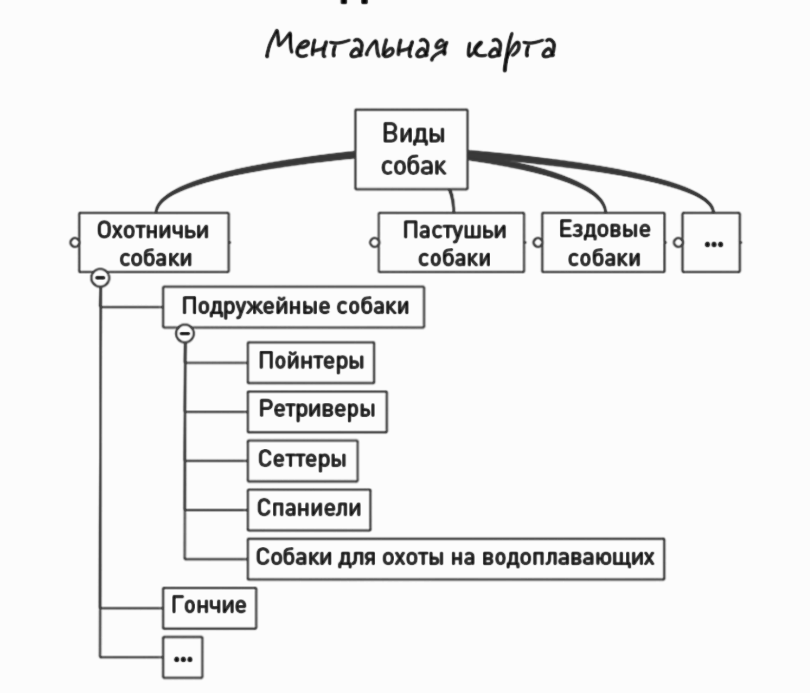 Ментальная карта
Виды
собак
Охотничьи
собаки
Пастушьи
собаки
Ездовые
собаки
...
Подружейные собаки
Пойнтеры
Ретриверы
Сеттеры
Спаниели
Собаки для охоты на водоплавающих
Гончие
...